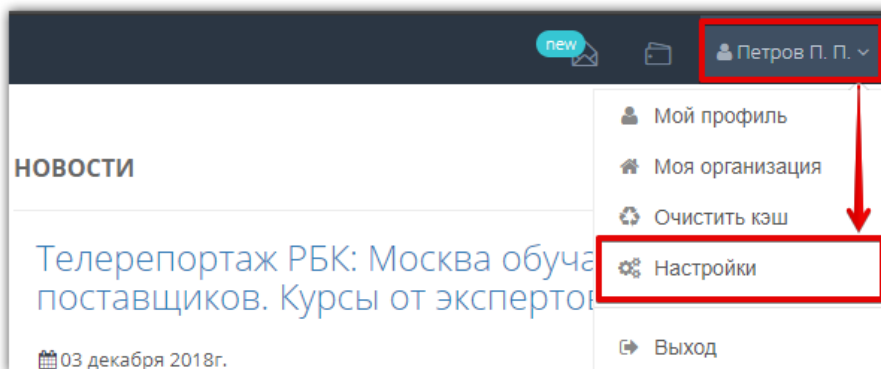 new
Петров П. П.
Мой профиль
НОВОСТИ
Моя организация
Очистить кэш
Телерепортаж РБК: Москва обуча
Настройки
поставщиков. Курсы от экспертов
Выход
03 декабря 2018г.